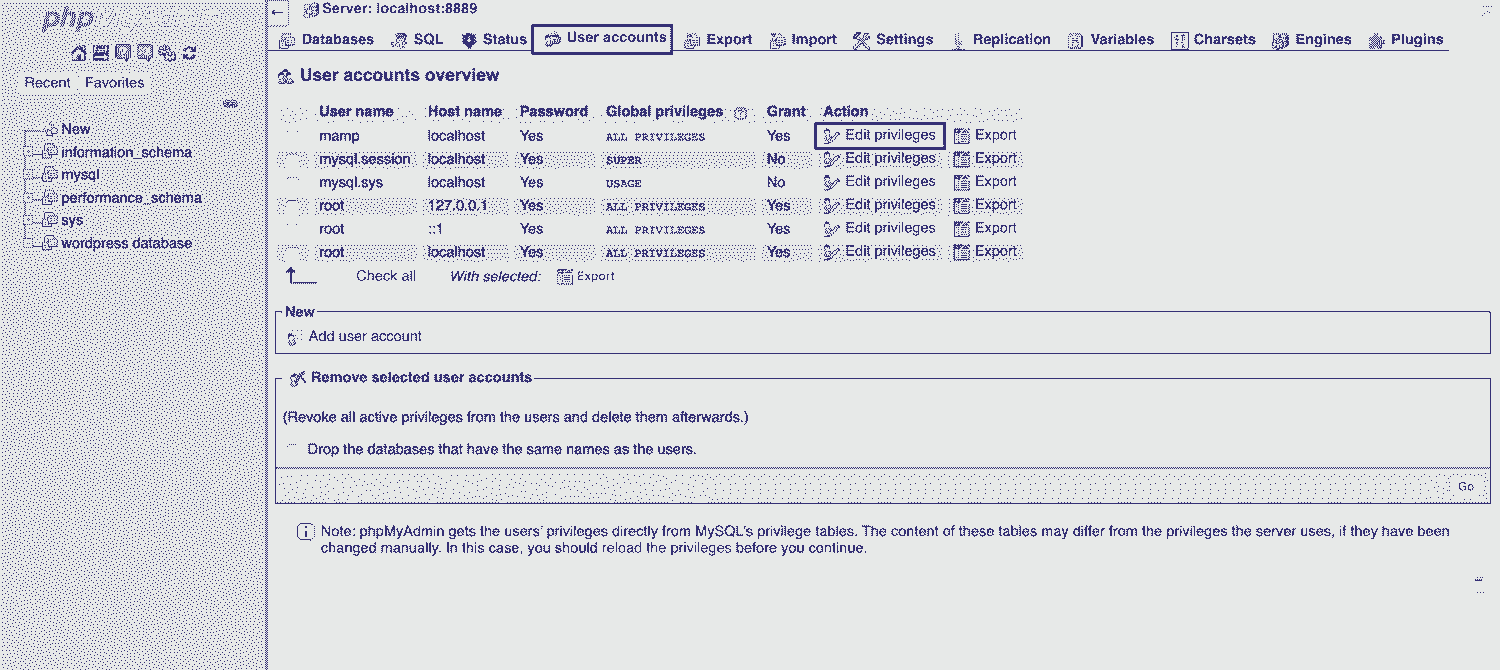 php
Server: localhost:8889
Databases SQL Status User accounts Export Import Settings Replication Variables Charsets Engines Plugins
Recent Favorites
New
information_schema
mysql
performance_schema
sys
wordpress database
User accounts overview
User name Host name Password Global privileges Grant Action
mamp localhost Yes ALL PRIVILEGES Yes Edit privileges Export
mysql.session localhost Yes SUPER No Edit privileges Export
mysql.sys localhost Yes USAGE No Edit privileges Export
root 127.0.0.1 Yes ALL PRIVILEGES Yes Edit privileges Export
root ::1 Yes ALL PRIVILEGES Yes Edit privileges Export
root localhost Yes ALL PRIVILEGES Yes Edit privileges Export
Check all With selected: Export
New
Add user account
Remove selected user accounts
(Revoke all active privileges from the users and delete them afterwards.)
Drop the databases that have the same names as the users.
Go
Note: phpMyAdmin gets the users' privileges directly from MySQL's privilege tables. The content of these tables may differ from the privileges the server uses, if they have been
changed manually. In this case, you should reload the privileges before you continue.